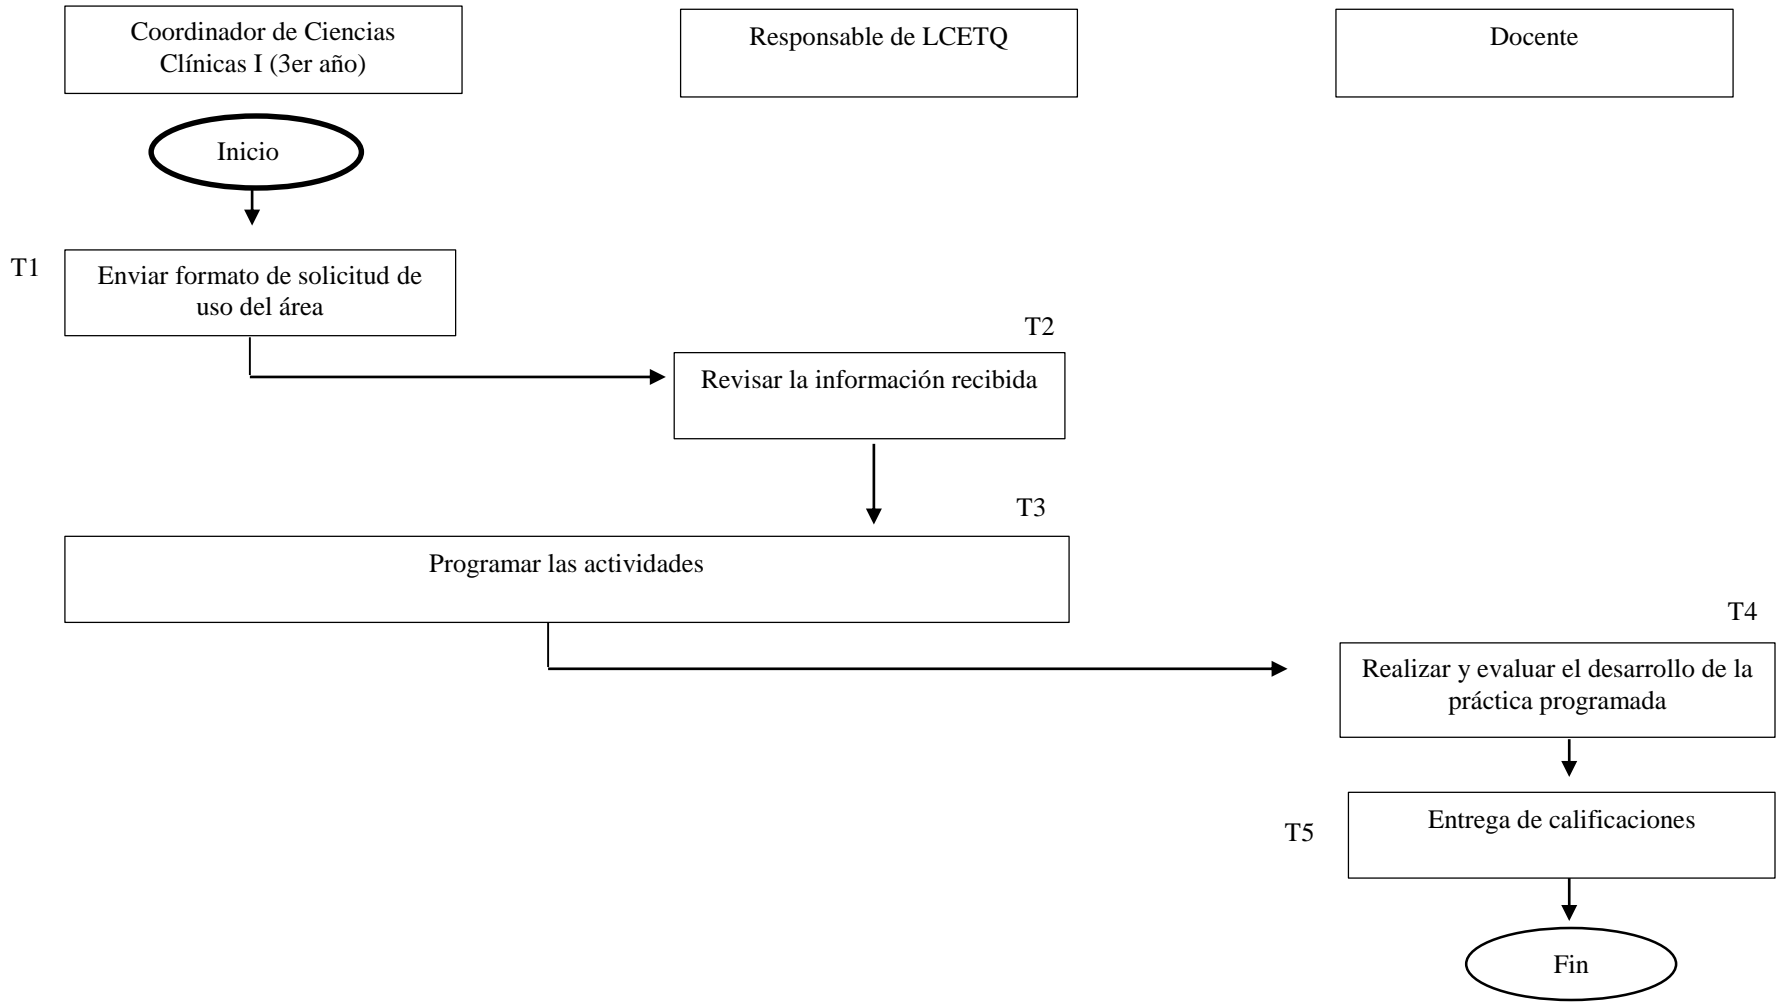 Coordinador de Ciencias
Clínicas I (3er año)
Responsable de LCETQ
Docente
Inicio
T1
Enviar formato de solicitud de
uso del área
T2
Revisar la información recibida
T3
Programar las actividades
T4
Realizar y evaluar el desarrollo de la
práctica programada
T5
Entrega de calificaciones
Fin